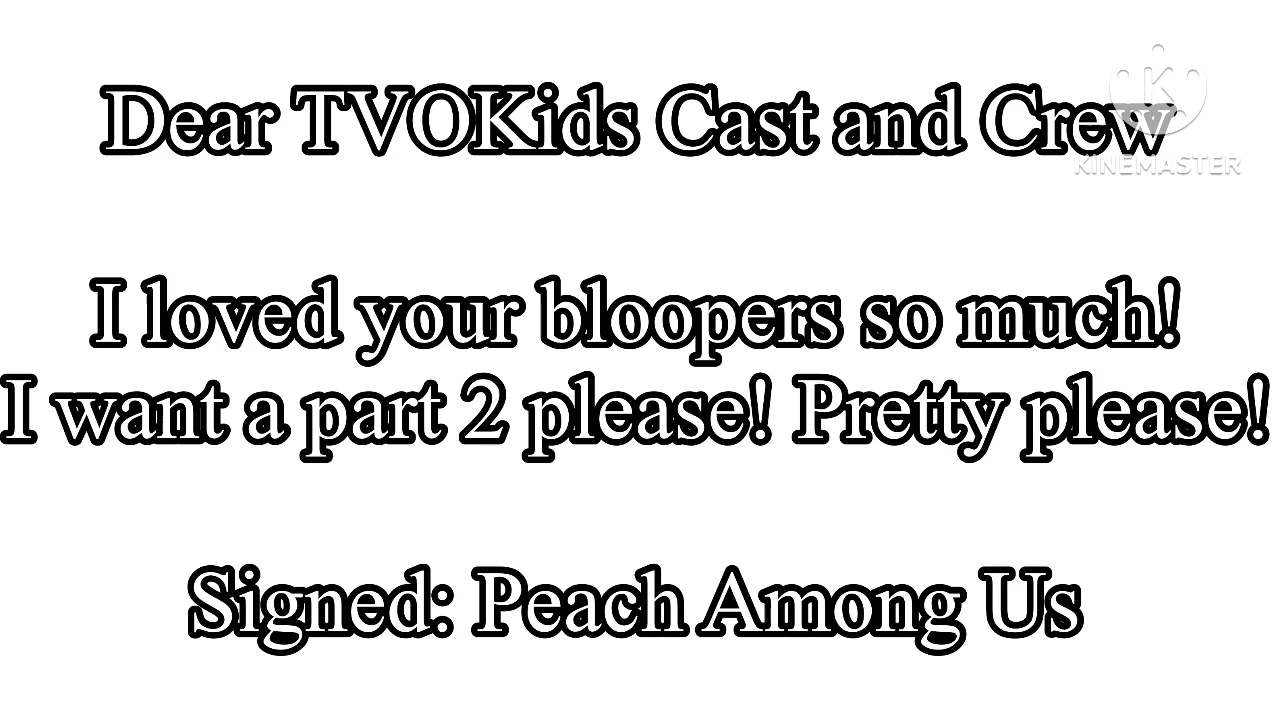 Dear TVOKids Cast and Crew
KINEMASTER
I loved your bloopers so much!
I want a part 2 please! Pretty please!
Signed: Peach Among Us